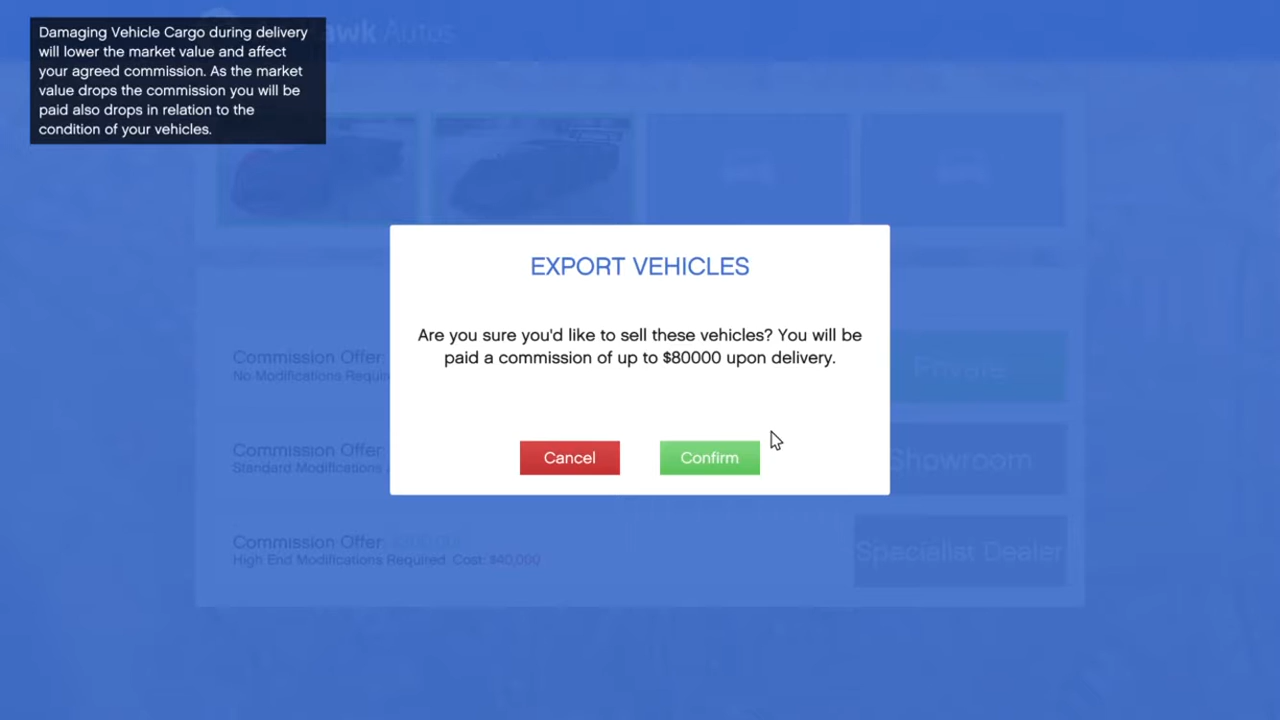 Damaging Vehicle Cargo during delivery
will lower the market value and affect
your agreed commission. As the market
value drops the commission you will be
paid also drops in relation to the
condition of your vehicles.
Autos
EXPORT VEHICLES
Are you sure you'd like to sell these vehicles? You will be
paid a commission of up to $80000 upon delivery.
Cancel
Confirm
Commission Offer:
No Modifications Requir
Private
Commission Offer:
Standard Modifications
Showroom
Commission Offer:
High End Modifications Required. Cost: $40,000
Specialist Dealer